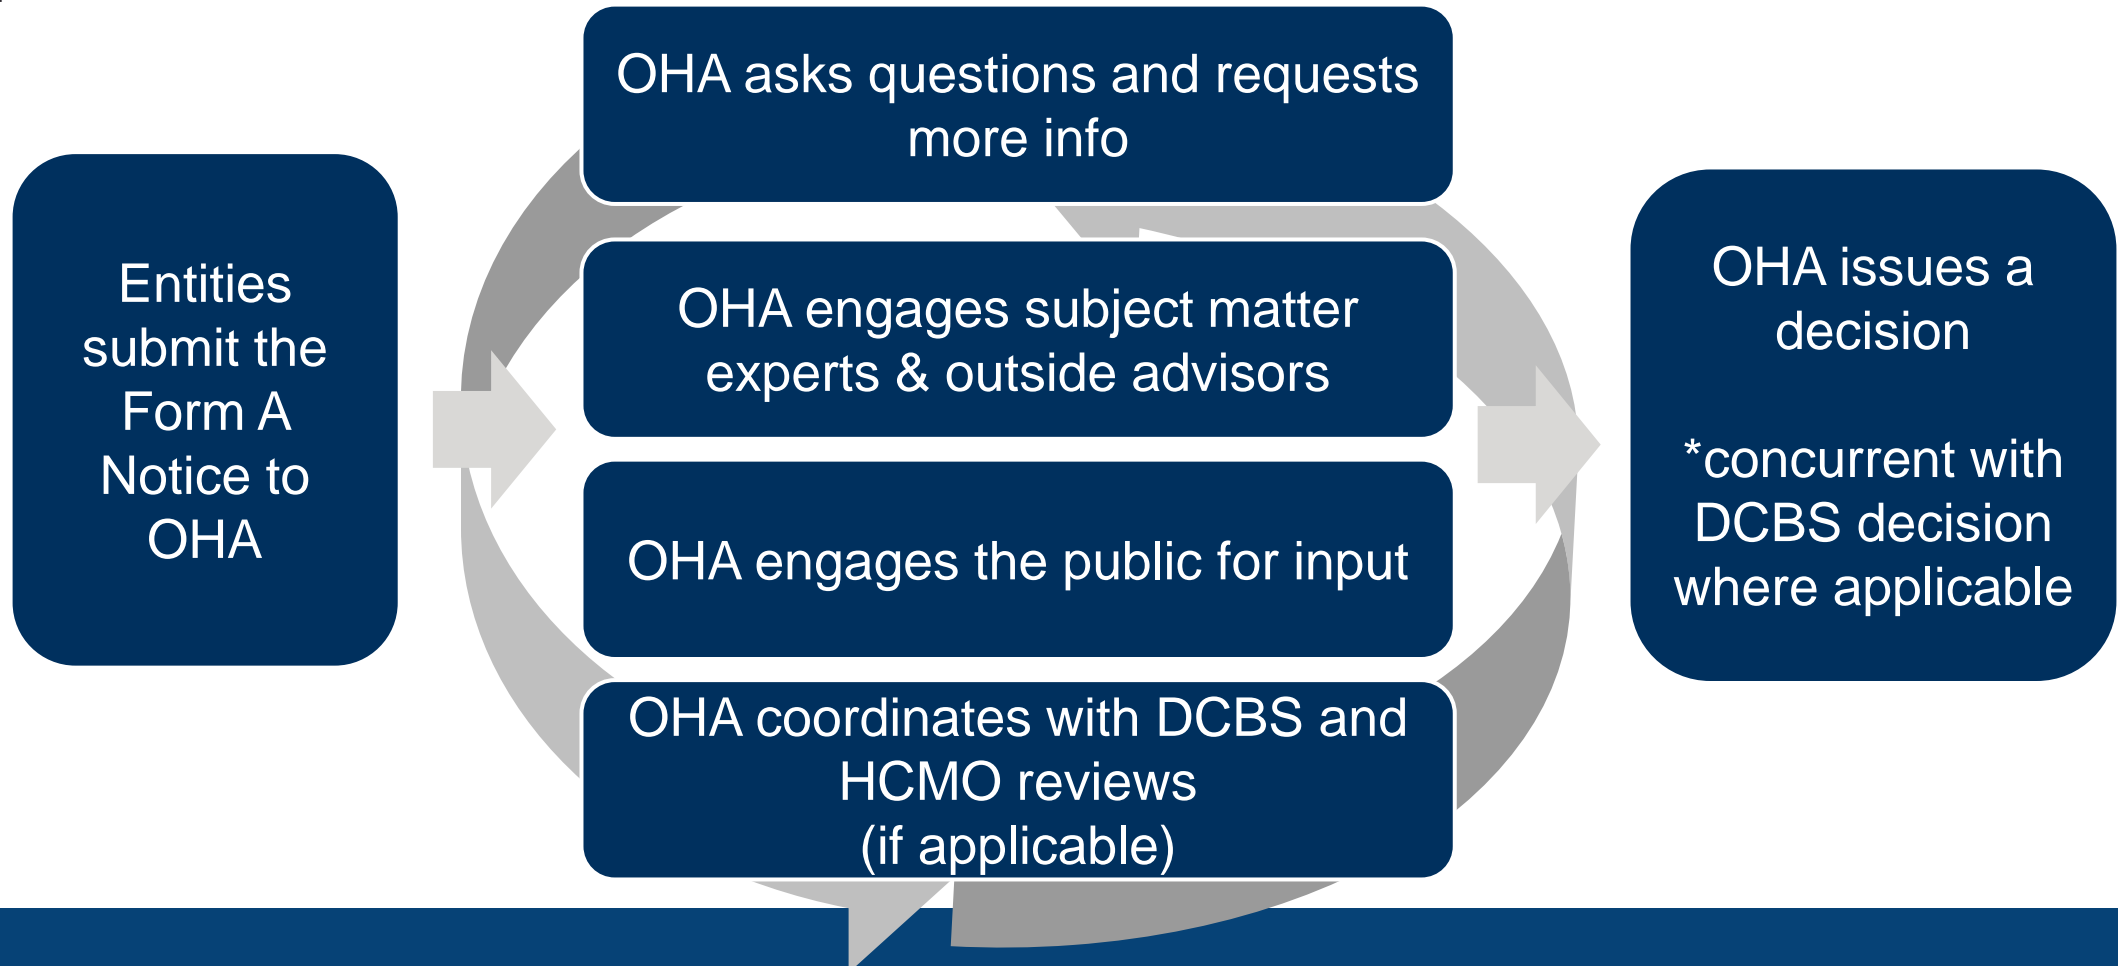 Entities
submit the
Form A
Notice to
OHA
OHA asks questions and requests
more info
OHA engages subject matter
experts & outside advisors
OHA engages the public for input
OHA coordinates with DCBS and
HCMO reviews
(if applicable)
OHA issues a
decision
*concurrent with
DCBS decision
where applicable